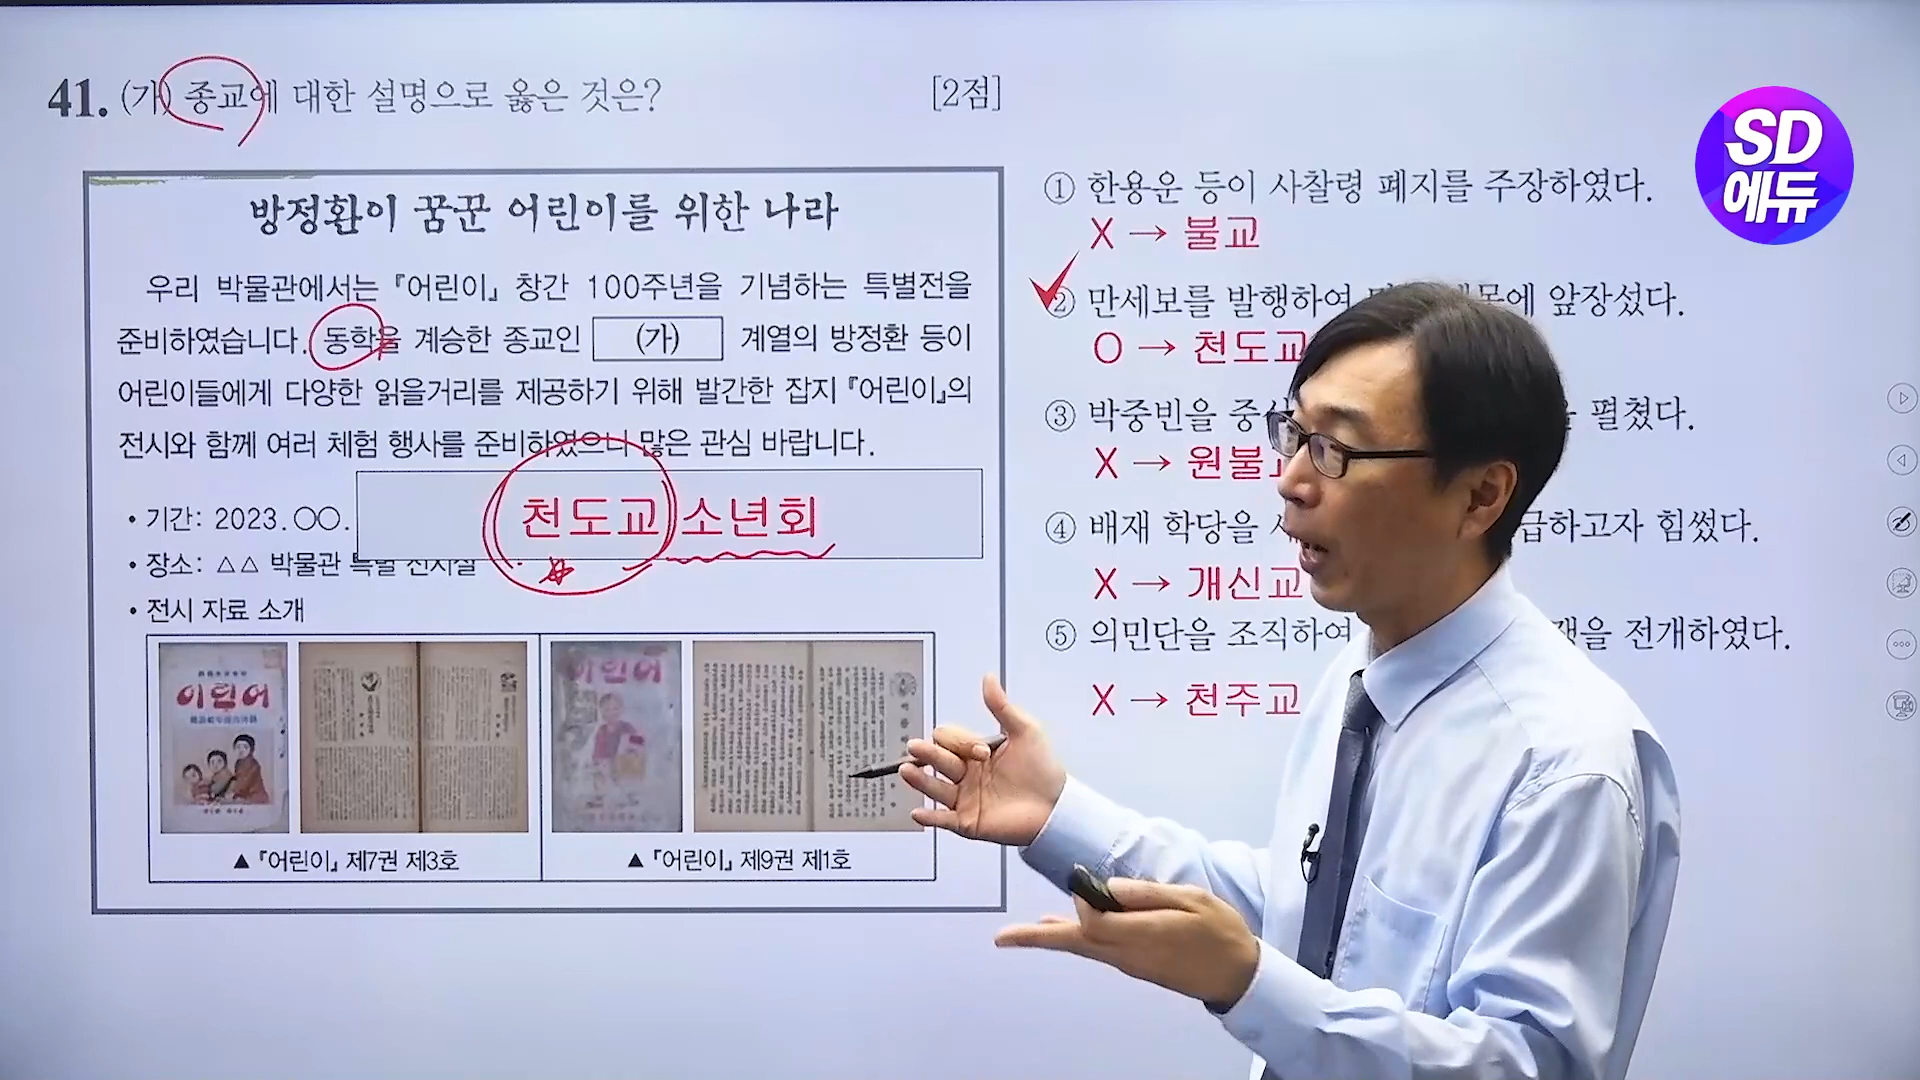 41. (가) 종교에 대한 설명으로 옳은 것은? [2점]
방정환이 꿈꾼 어린이를 위한 나라
우리 박물관에서는 『어린이』 창간 100주년을 기념하는 특별전을
준비하였습니다. 동학을 계승한 종교인 (가) 계열의 방정환 등이
어린이들에게 다양한 읽을거리를 제공하기 위해 발간한 잡지 『어린이』의
전시와 함께 여러 체험 행사를 준비하였으니 많은 관심 바랍니다.
• 기간: 2023. ○○.
천도교 소년회
• 장소: △△ 박물관 특별 전시실
• 전시 자료 소개
어린이
어린이
▲ 『어린이』 제7권 제3호
▲ 『어린이』 제9권 제1호
① 한용운 등이 사찰령 폐지를 주장하였다.
X → 불교
② 만세보를 발행하여 에 앞장섰다.
O → 천도교
③ 박중빈을 펼쳤다.
X → 원불교
④ 배재 학당을 급하고자 힘썼다.
X → 개신교
⑤ 의민단을 조직하여 을 전개하였다.
X → 천주교
SD
에듀